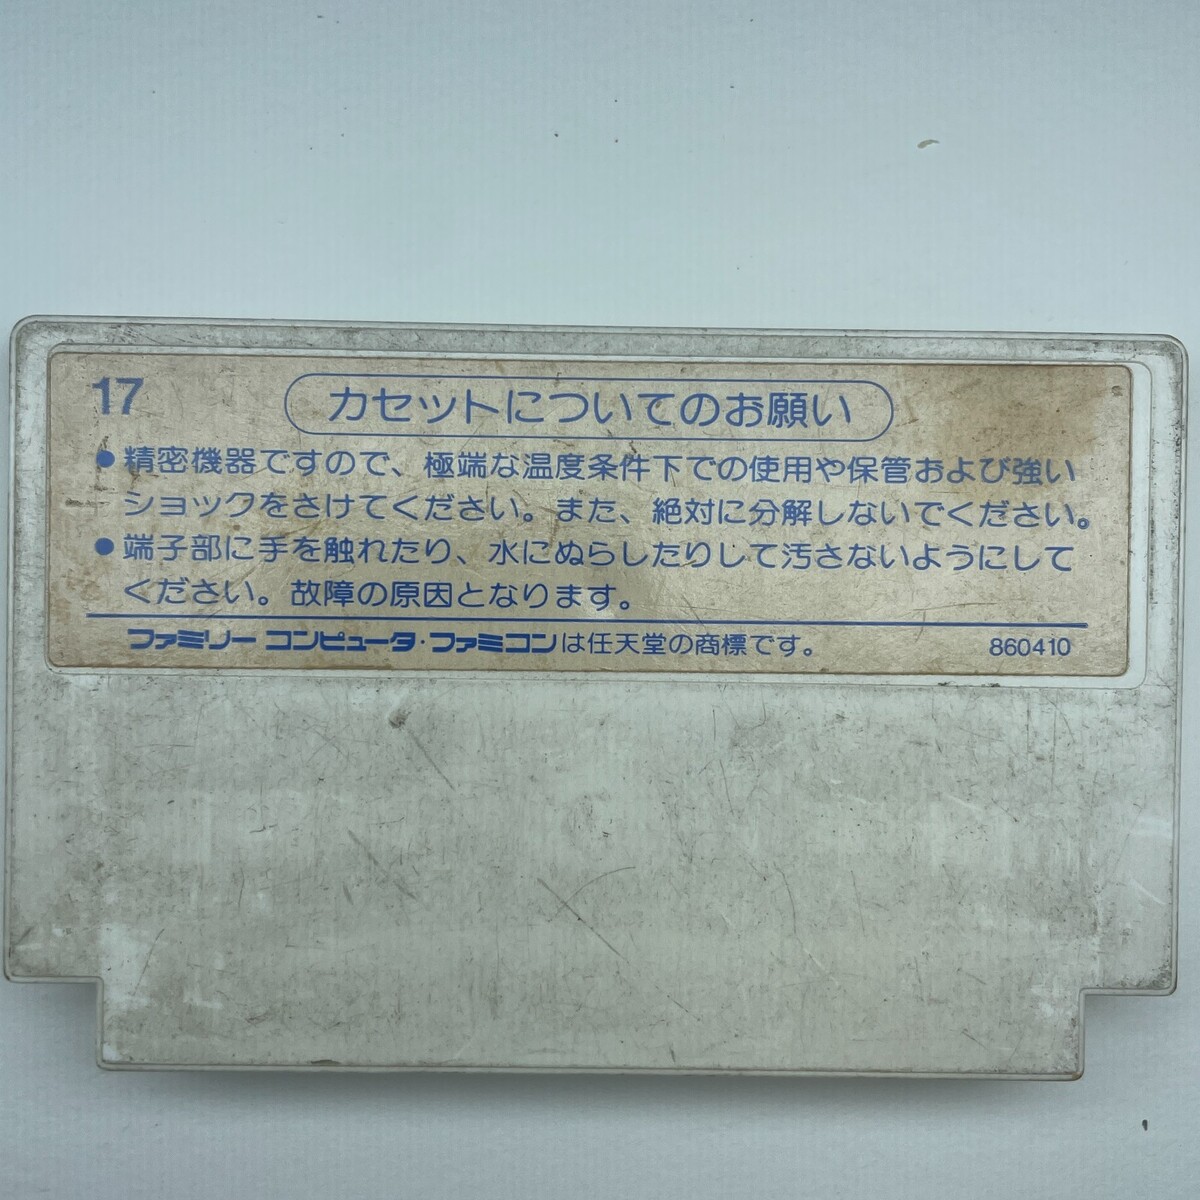 17
カセットについてのお願い
●精密機器ですので、極端な温度条件下での使用や保管および強い
ショックをさけてください。また、絶対に分解しないでください。
●端子部に手を触れたり、水にぬらしたりして汚さないようにして
ください。故障の原因となります。
ファミリーコンピュータ・ファミコンは任天堂の商標です。
860410